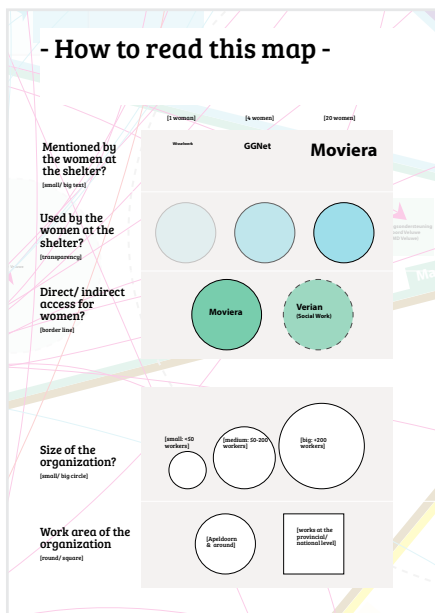 - How to read this map -
[1 woman] [4 women] [20 women]
Mentioned by
the women at
the shelter?
[small/ big text]
GGNet
Moviera
Used by the
women at the
shelter?
[transparency]
Direct/ indirect
access for
women?
[border line]
Moviera
Verian
(Social Work)
Size of the
organization?
[small/ big circle]
[small: <50
workers]
[medium: 50-200
workers]
[big: >200
workers]
Work area of the
organization
[round/ square]
[Apeldoorn
& around]
[works at the
provincial/
national level]